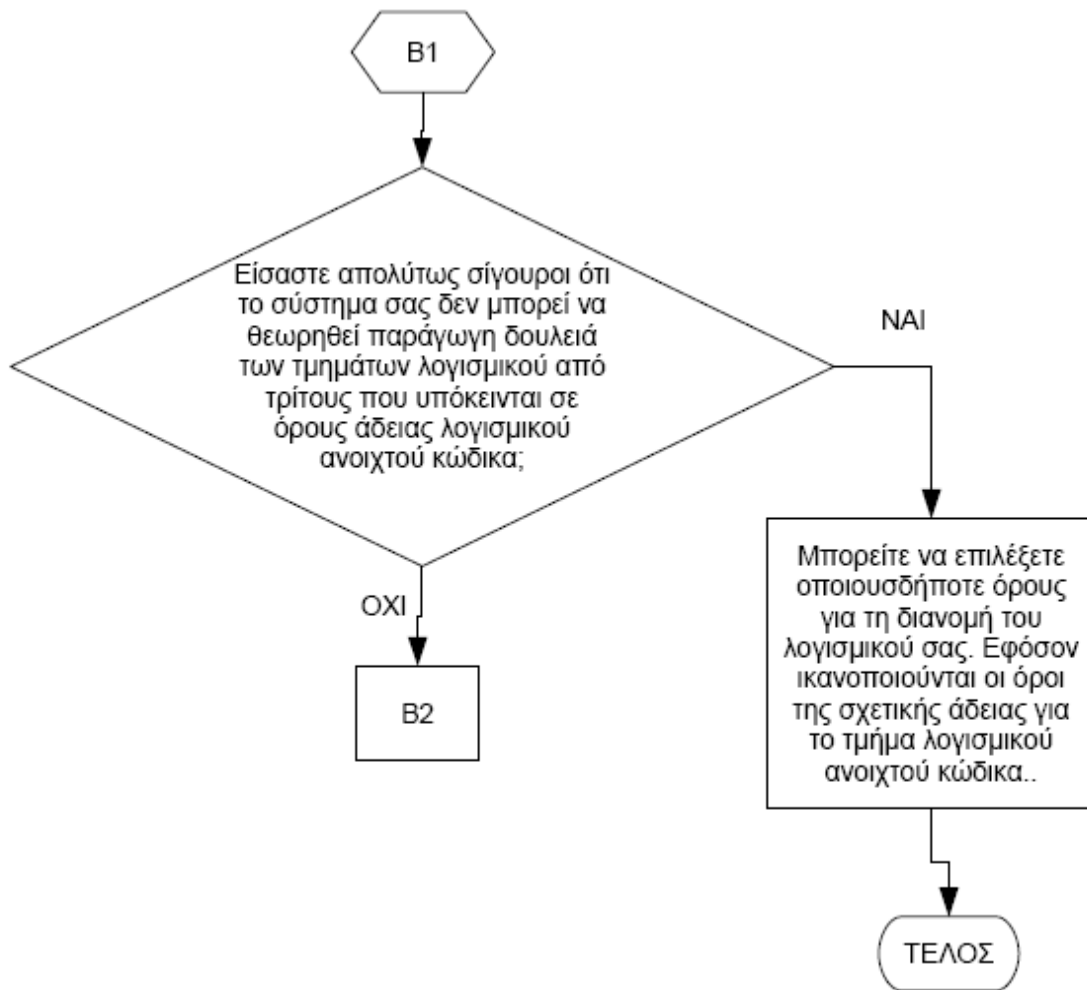 B1
Είσαστε απολύτως σίγουροι ότι
το σύστημα σας δεν μπορεί να
θεωρηθεί παράγωγη δουλειά
των τμημάτων λογισμικού από
τρίτους που υπόκεινται σε
όρους άδειας λογισμικού
ανοιχτού κώδικα;
ΝΑΙ
ΟΧΙ
B2
Μπορείτε να επιλέξετε
οποιουσδήποτε όρους
για τη διανομή του
λογισμικού σας. Εφόσον
ικανοποιούνται οι όροι
της σχετικής άδειας για
το τμήμα λογισμικού
ανοιχτού κώδικα..
ΤΕΛΟΣ